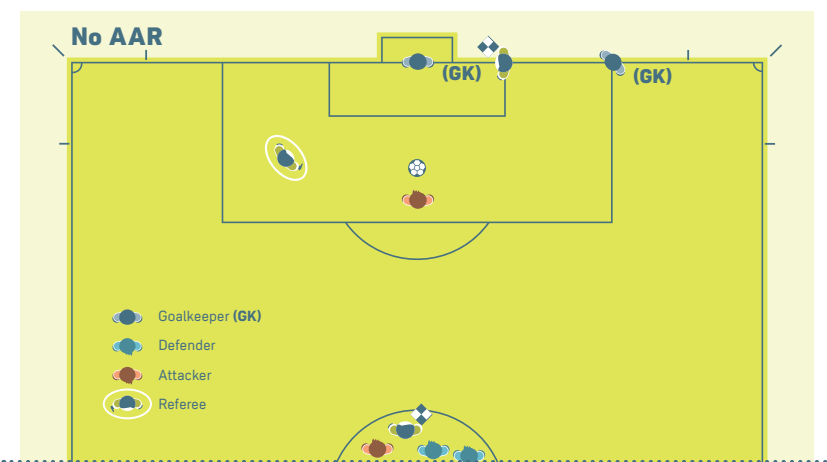 No AAR
(GK)
(GK)
Goalkeeper (GK)
Defender
Attacker
Referee